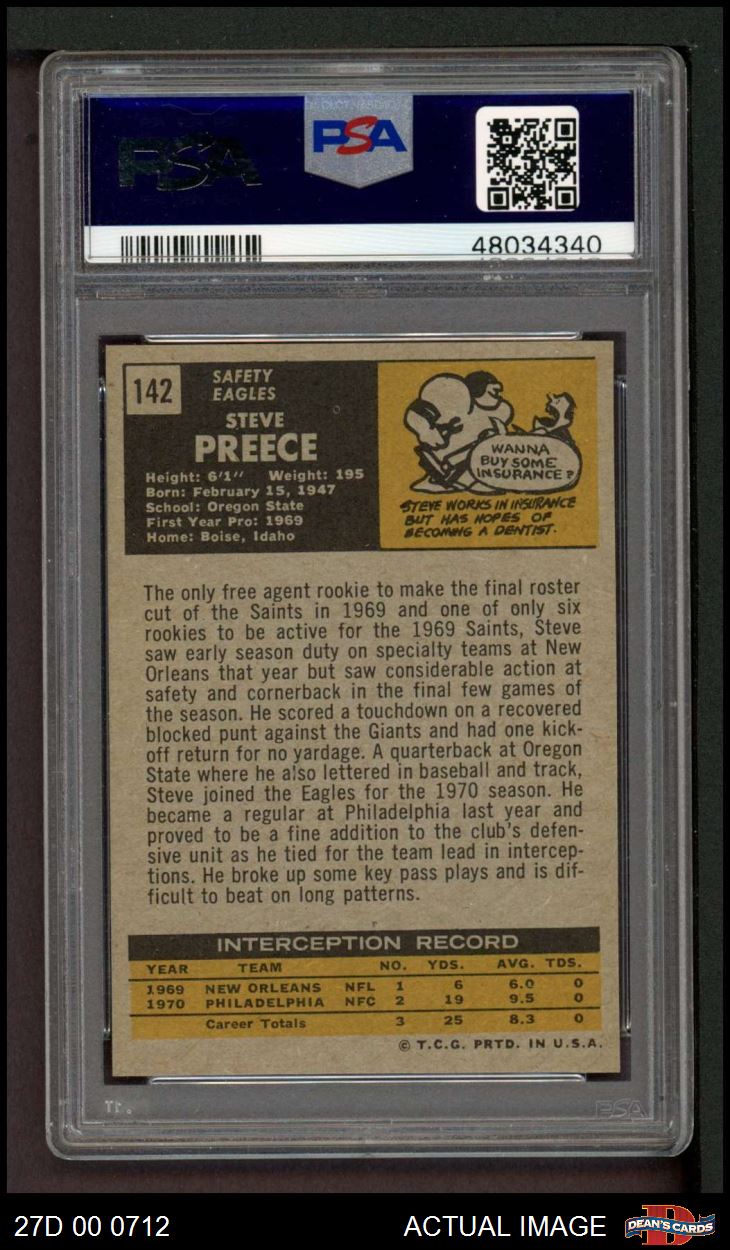 PSA
PSA
48034340
142
SAFETY
EAGLES
STEVE
PREECE
Height: 6'1" Weight: 195
Born: February 15, 1947
School: Oregon State
First Year Pro: 1969
Home: Boise, Idaho
WANNA
BUY SOME
INSURANCE?
STEVE WORKS IN INSURANCE
BUT HAS HOPES OF
BECOMING A DENTIST.
The only free agent rookie to make the final roster
cut of the Saints in 1969 and one of only six
rookies to be active for the 1969 Saints, Steve
saw early season duty on specialty teams at New
Orleans that year but saw considerable action at
safety and cornerback in the final few games of
the season. He scored a touchdown on a recovered
blocked punt against the Giants and had one kick-
off return for no yardage. A quarterback at Oregon
State where he also lettered in baseball and track,
Steve joined the Eagles for the 1970 season. He
became a regular at Philadelphia last year and
proved to be a fine addition to the club's defen-
sive unit as he tied for the team lead in intercep-
tions. He broke up some key pass plays and is dif-
ficult to beat on long patterns.
INTERCEPTION RECORD
YEAR TEAM NO. YDS. AVG. TDS.
1969 NEW ORLEANS NFL 1 6 6.0 0
1970 PHILADELPHIA NFC 2 19 9.5 0
Career Totals 3 25 8.3 0
© T.C.G. PRTD. IN U.S.A.
PSA
27D 00 0712
ACTUAL IMAGE
DEAN'S CARDS